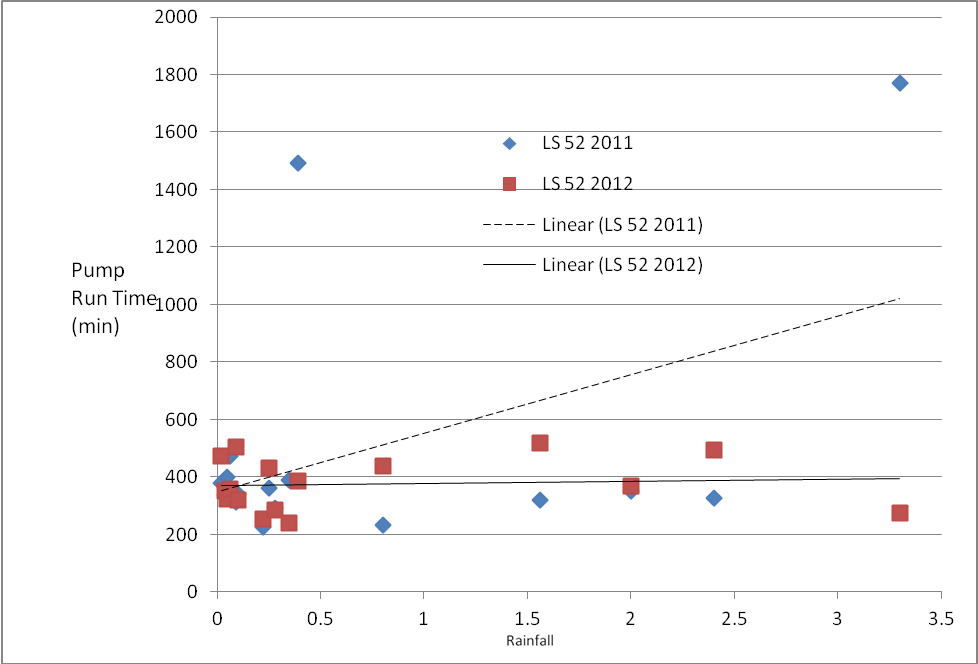 2000
1800
1600
1400
1200
1000
800
600
400
200
0
Pump
Run Time
(min)
LS 52 2011
LS 52 2012
Linear (LS 52 2011)
Linear (LS 52 2012)
0 0.5 1 1.5 2 2.5 3 3.5
Rainfall